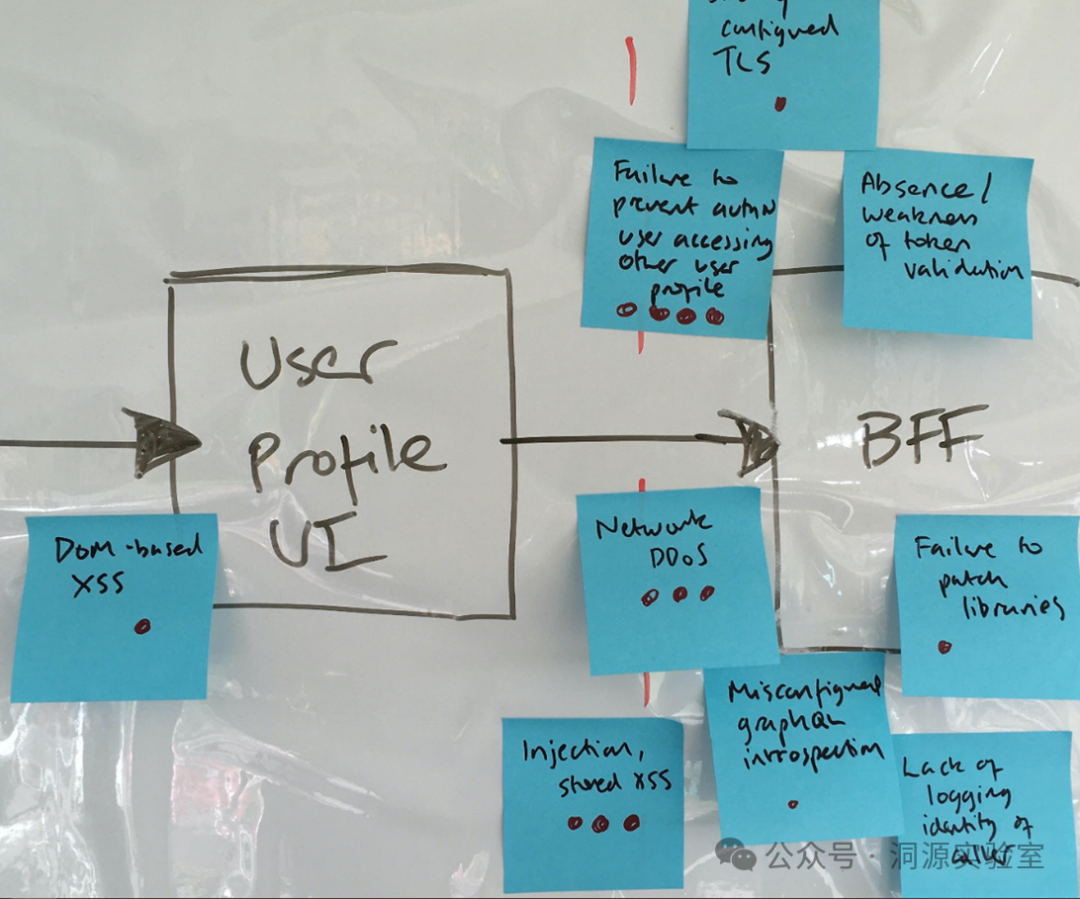 configured
TLS
Failure to
prevent authN
user accessing
other user
profile
Absence/
weakness
of token
validation
User
Profile
UI
BFF
DOM-based
XSS
Network
DDoS
Failure to
patch
libraries
Misconfigured
graphQL
introspection
Injection,
stored XSS
Lack of
logging
identity of
公众号·洞源实验室